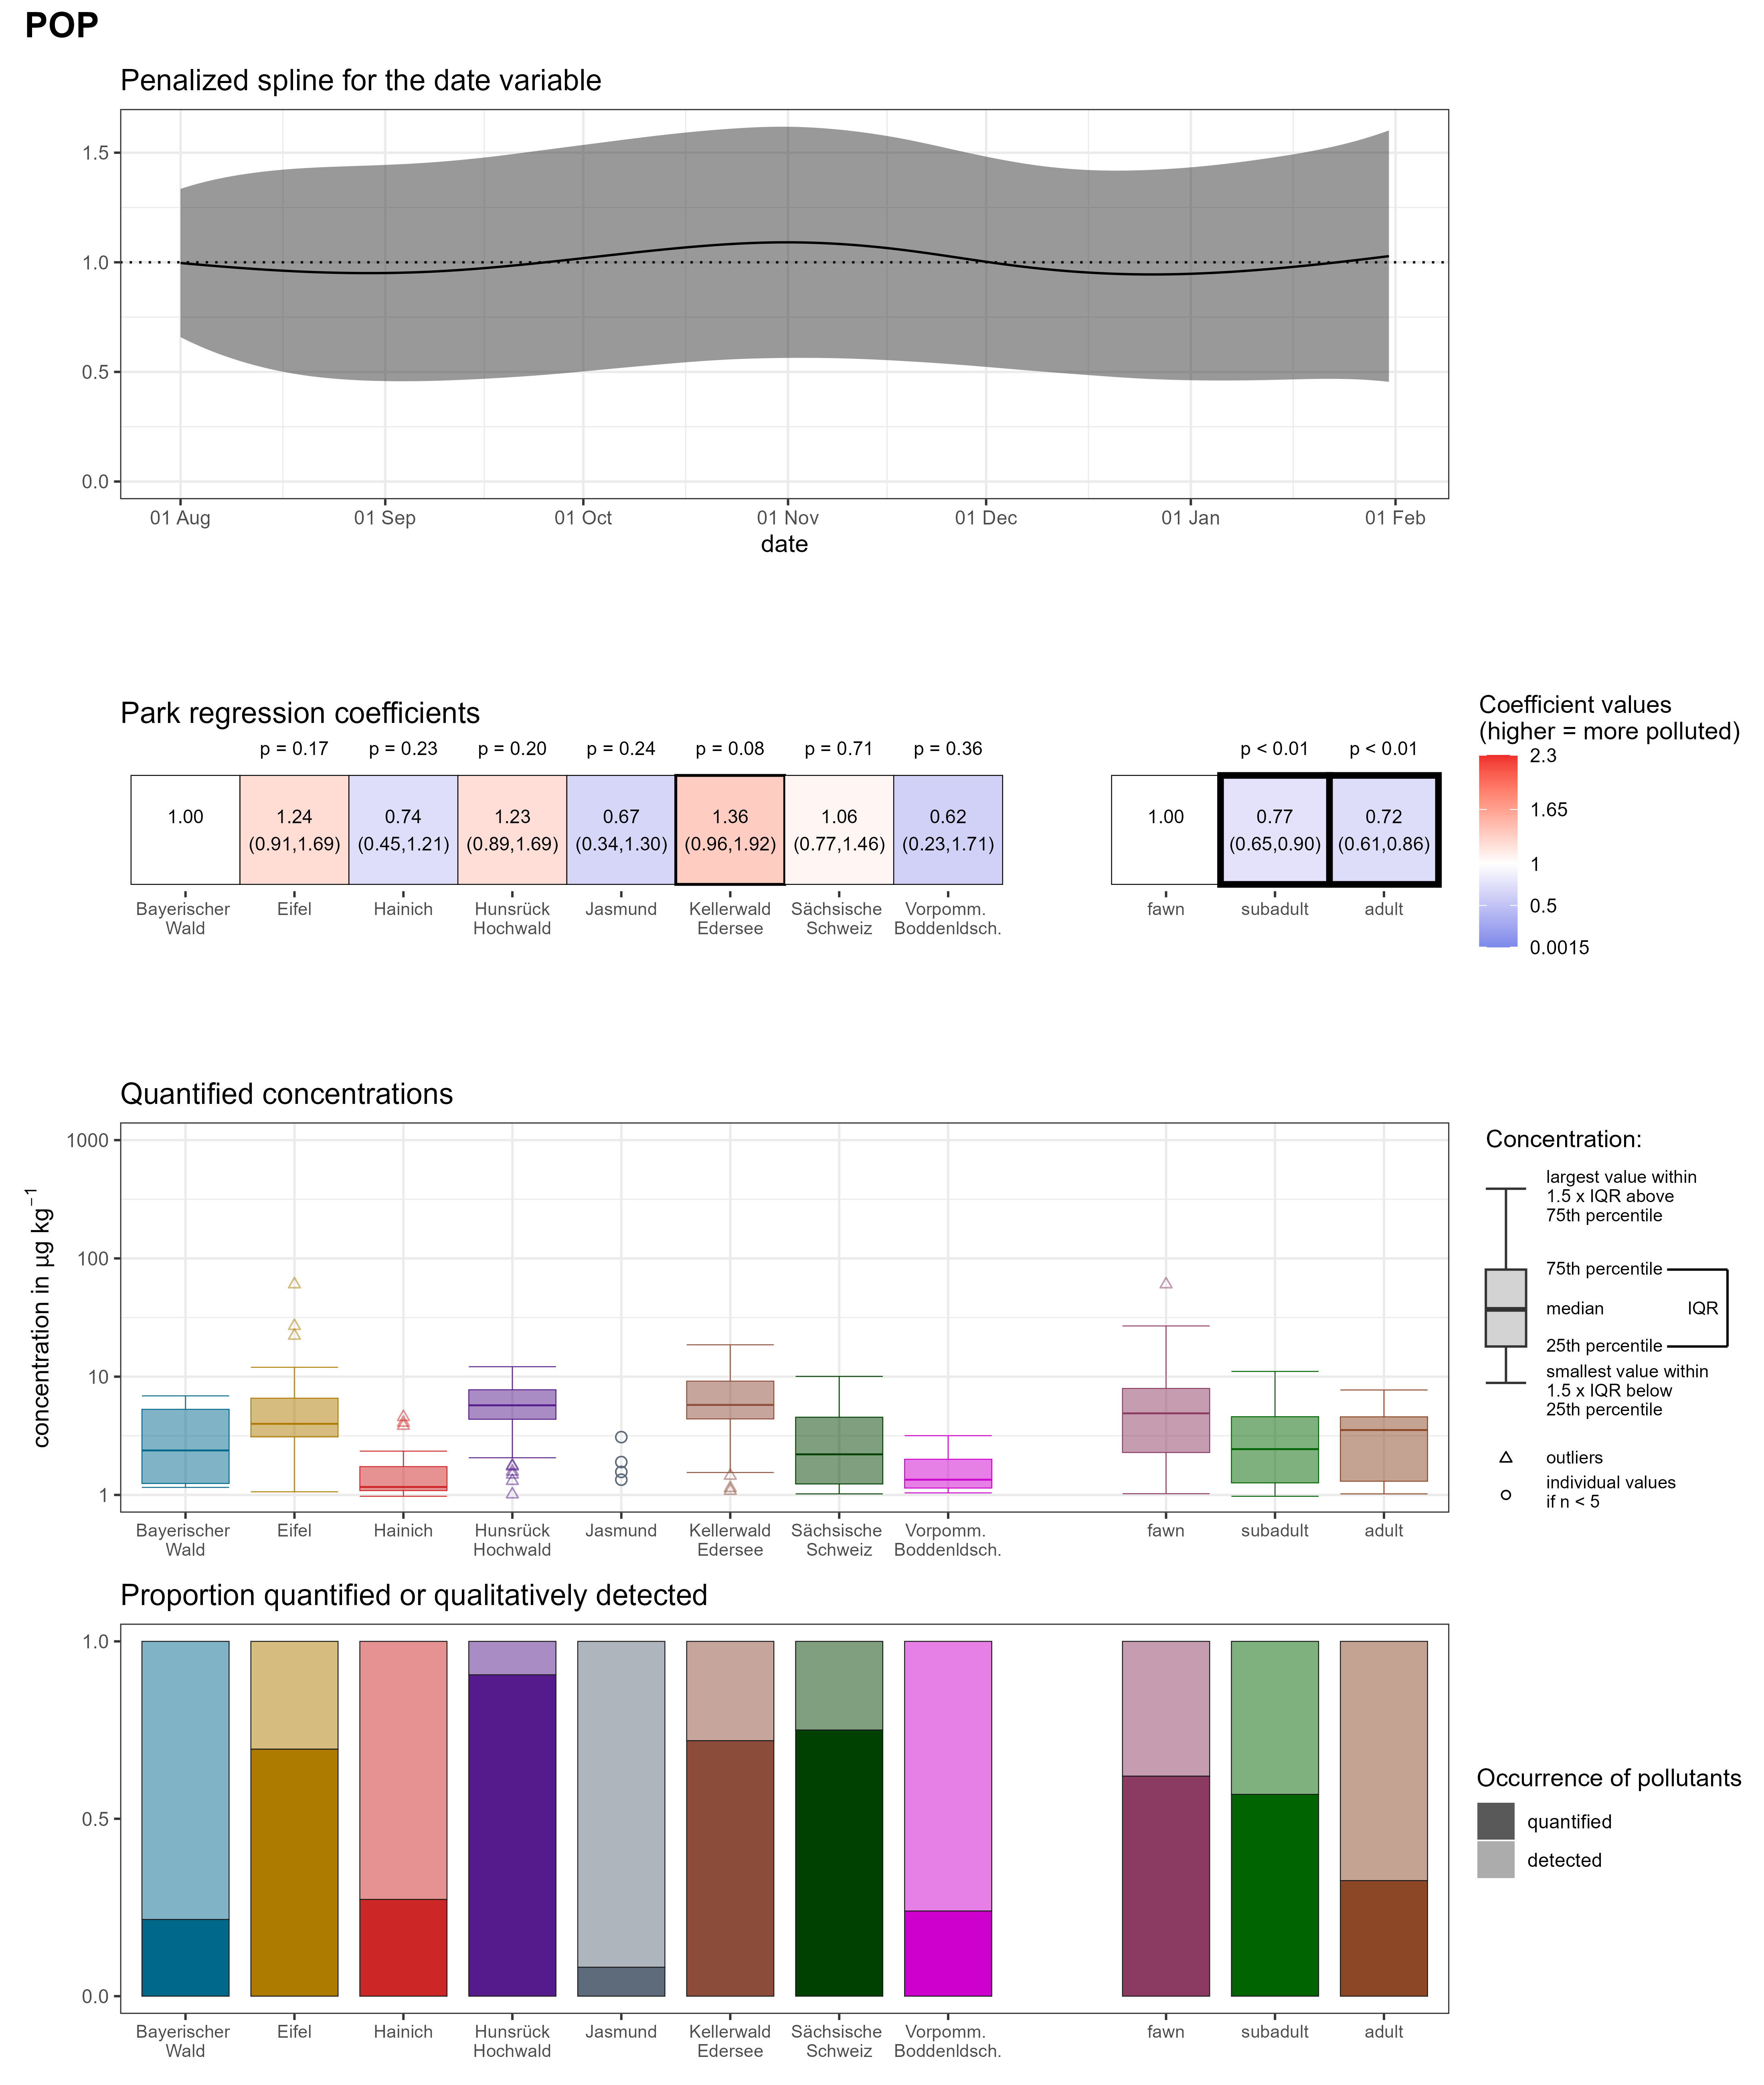 POP
Penalized spline for the date variable
1.5
1.0
0.5
0.0
01 Aug 01 Sep 01 Oct 01 Nov 01 Dec 01 Jan 01 Feb
date
Park regression coefficients
p = 0.17 p = 0.23 p = 0.20 p = 0.24 p = 0.08 p = 0.71 p = 0.36 p < 0.01 p < 0.01
1.00 1.24 0.74 1.23 0.67 1.36 1.06 0.62 1.00 0.77 0.72
(0.91,1.69) (0.45,1.21) (0.89,1.69) (0.34,1.30) (0.96,1.92) (0.77,1.46) (0.23,1.71) (0.65,0.90) (0.61,0.86)
Bayerischer Eifel Hainich Hunsrück Jasmund Kellerwald Sächsische Vorpomm. fawn subadult adult
Wald Hochwald Edersee Schweiz Boddenldsch.
Coefficient values
(higher = more polluted)
2.3
1.65
1
0.5
0.0015
Quantified concentrations
concentration in µg kg⁻¹
1000
100
10
1
Bayerischer Eifel Hainich Hunsrück Jasmund Kellerwald Sächsische Vorpomm. fawn subadult adult
Wald Hochwald Edersee Schweiz Boddenldsch.
Concentration:
largest value within
1.5 x IQR above
75th percentile
75th percentile
median IQR
25th percentile
smallest value within
1.5 x IQR below
25th percentile
outliers
individual values
if n < 5
Proportion quantified or qualitatively detected
1.0
0.5
0.0
Bayerischer Eifel Hainich Hunsrück Jasmund Kellerwald Sächsische Vorpomm. fawn subadult adult
Wald Hochwald Edersee Schweiz Boddenldsch.
Occurrence of pollutants
quantified
detected